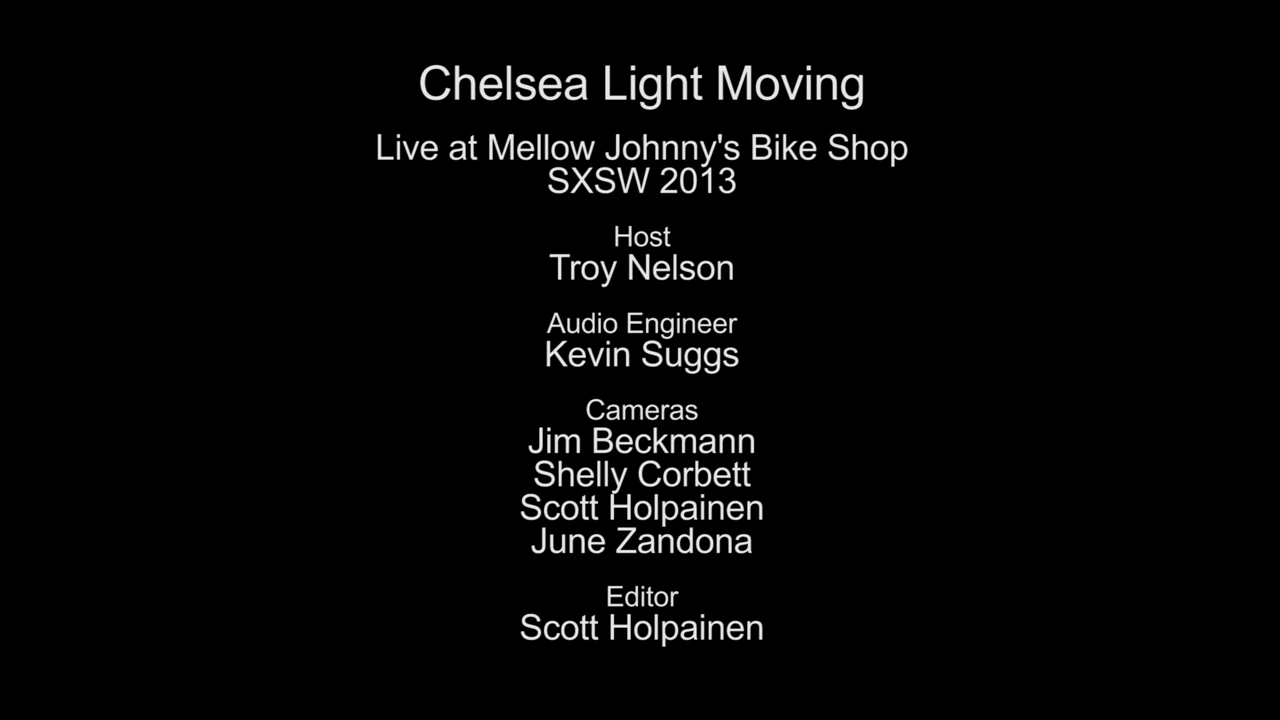 Chelsea Light Moving
Live at Mellow Johnny's Bike Shop
SXSW 2013
Host
Troy Nelson
Audio Engineer
Kevin Suggs
Cameras
Jim Beckmann
Shelly Corbett
Scott Holpainen
June Zandona
Editor
Scott Holpainen